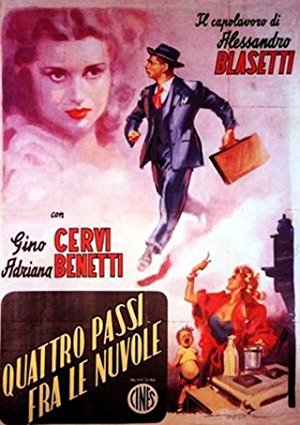 Il capolavoro di
Alessandro
BLASETTI
con
Gino CERVI
Adriana BENETTI
QUATTRO PASSI
FRA LE NUVOLE
CINES